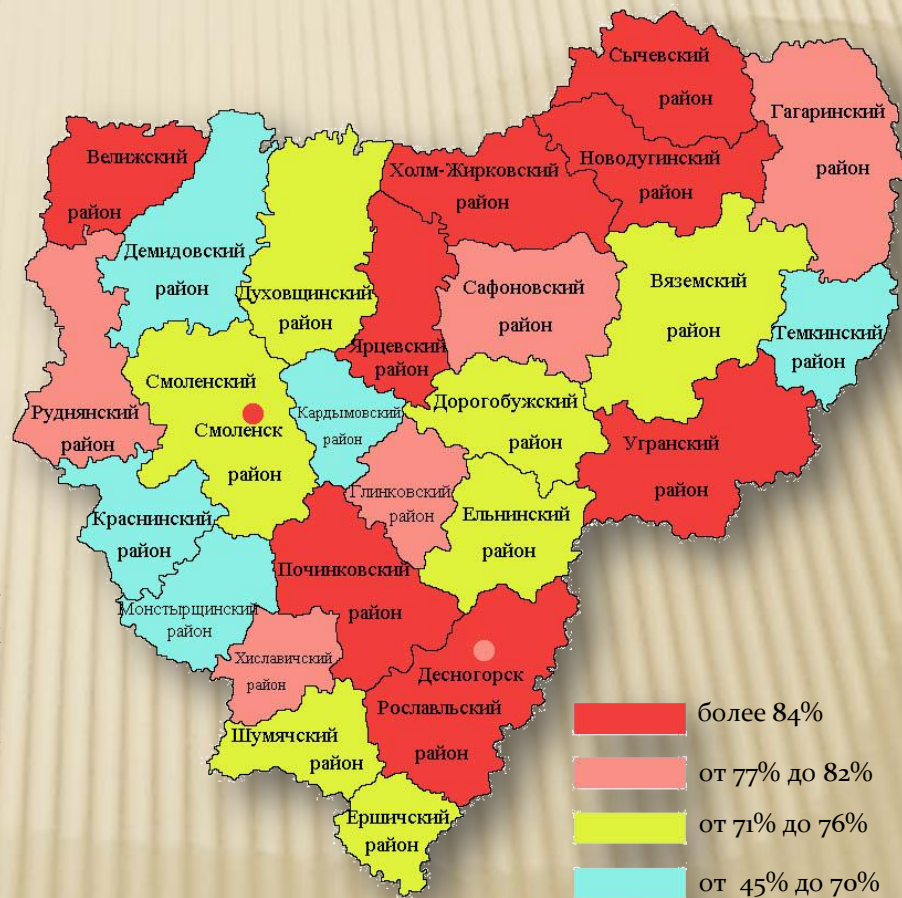 Сычевский
район
Гагаринский
район
Велижский
район
Холм-Жирковский
район
Новодугинский
район
Демидовский
район
Духовщинский
район
Сафоновский
район
Вяземский
район
Темкинский
район
Ярцевский
район
Смоленский
Смоленск
район
Руднянский
район
Кардымовский
район
Дорогобужский
район
Угранский
район
Глинковский
район
Ельнинский
район
Краснинский
район
Починковский
район
Монстырщинский
район
Хиславичский
район
Десногорск
Рославльский
район
Шумячский
район
Ершичский
район
более 84%
от 77% до 82%
от 71% до 76%
от 45% до 70%